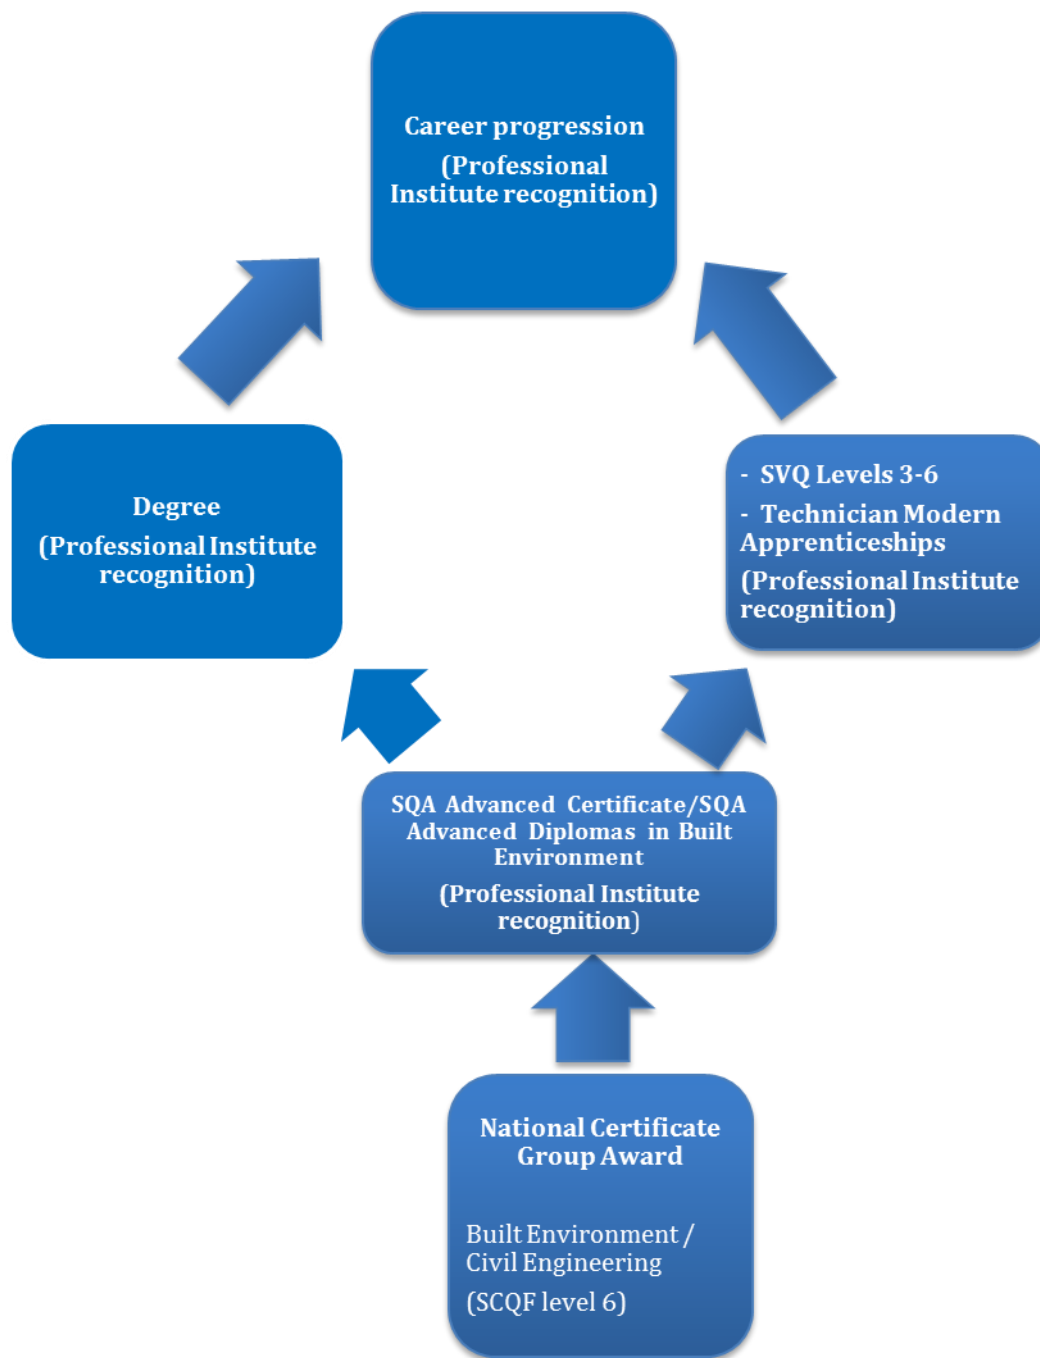 Career progression
(Professional
Institute recognition)
Degree
(Professional Institute
recognition)
- SVQ Levels 3-6
- Technician Modern
Apprenticeships
(Professional Institute
recognition)
SQA Advanced Certificate/SQA
Advanced Diplomas in Built
Environment
(Professional Institute
recognition)
National Certificate
Group Award
Built Environment /
Civil Engineering
(SCQF level 6)